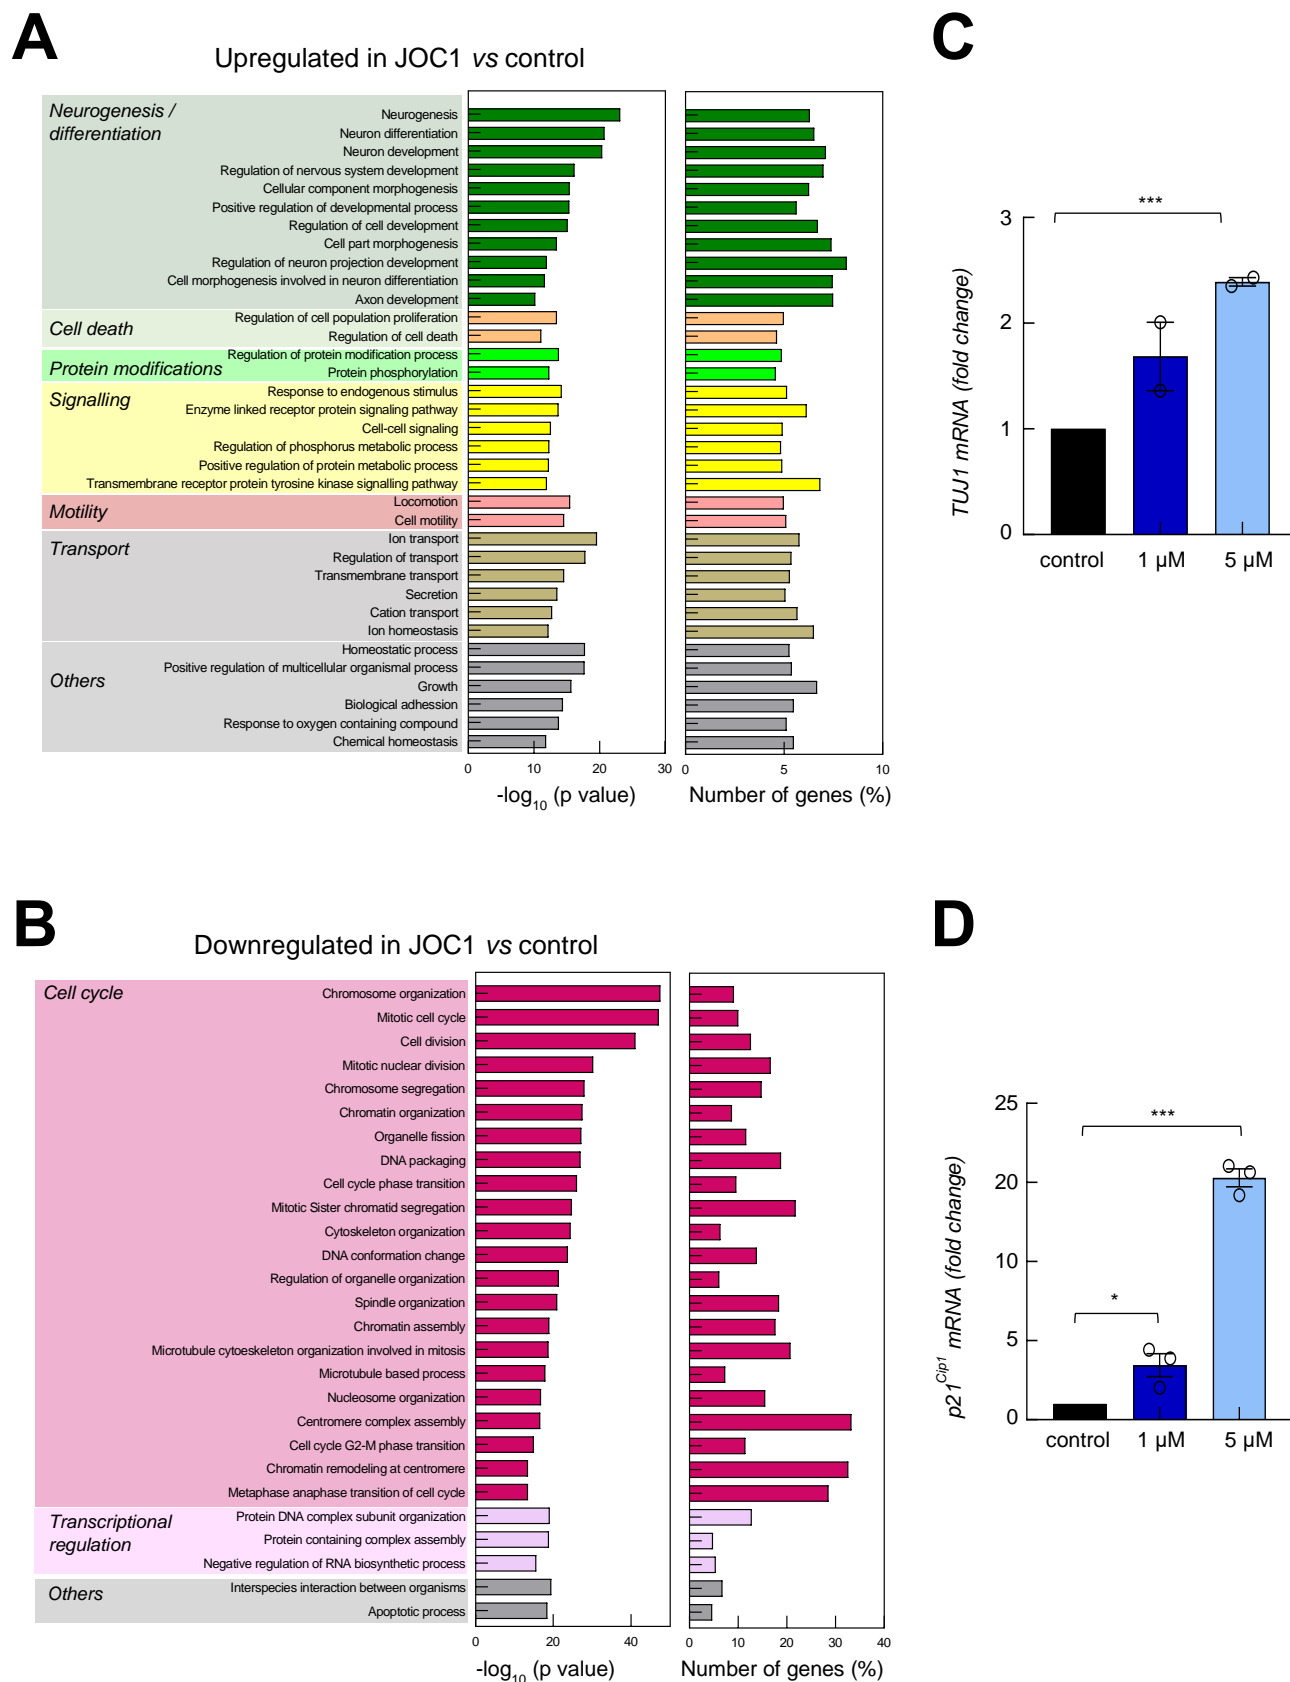 A
Upregulated in JOC1 vs control
Neurogenesis /
differentiation
Neurogenesis
Neuron differentiation
Neuron development
Regulation of nervous system development
Cellular component morphogenesis
Positive regulation of developmental process
Regulation of cell development
Cell part morphogenesis
Regulation of neuron projection development
Cell morphogenesis involved in neuron differentiation
Axon development
Cell death
Regulation of cell population proliferation
Regulation of cell death
Protein modifications
Regulation of protein modification process
Protein phosphorylation
Signalling
Response to endogenous stimulus
Enzyme linked receptor protein signaling pathway
Cell-cell signaling
Regulation of phosphorus metabolic process
Positive regulation of protein metabolic process
Transmembrane receptor protein tyrosine kinase signalling pathway
Motility
Locomotion
Cell motility
Transport
Ion transport
Regulation of transport
Transmembrane transport
Secretion
Cation transport
Ion homeostasis
Others
Homeostatic process
Positive regulation of multicellular organismal process
Growth
Biological adhession
Response to oxygen containing compound
Chemical homeostasis
0 10 20 30
-log10 (p value)
0 5 10
Number of genes (%)
C
TUJ1 mRNA (fold change)
3
2
1
0
***
control 1 µM 5 µM
B
Downregulated in JOC1 vs control
Cell cycle
Chromosome organization
Mitotic cell cycle
Cell division
Mitotic nuclear division
Chromosome segregation
Chromatin organization
Organelle fission
DNA packaging
Cell cycle phase transition
Mitotic Sister chromatid segregation
Cytoskeleton organization
DNA conformation change
Regulation of organelle organization
Spindle organization
Chromatin assembly
Microtubule cytoeskeleton organization involved in mitosis
Microtubule based process
Nucleosome organization
Centromere complex assembly
Cell cycle G2-M phase transition
Chromatin remodeling at centromere
Metaphase anaphase transition of cell cycle
Transcriptional
regulation
Protein DNA complex subunit organization
Protein containing complex assembly
Negative regulation of RNA biosynthetic process
Others
Interspecies interaction between organisms
Apoptotic process
0 20 40
-log10 (p value)
0 10 20 30 40
Number of genes (%)
D
p21Cip1 mRNA (fold change)
25
20
10
5
0
***
*
control 1 µM 5 µM